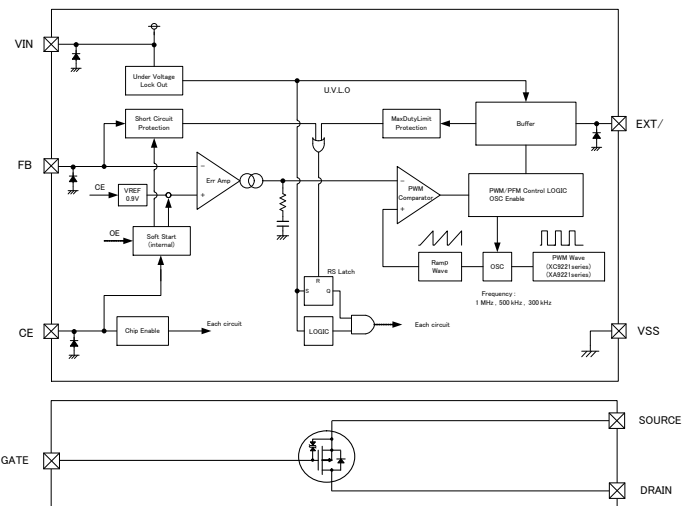 VIN
Under Voltage
Lock Out
U.V.L.O
Short Circuit
Protection
MaxDutyLimit
Protection
Buffer
EXT/
FB
−
Err Amp
+
CE
VREF
0.9V
−
PWM
Comparator
+
PWM/PFM Control LOGIC
OSC Enable
OE
Soft Start
(internal)
Ramp
Wave
OSC
PWM Wave
(XC9221series)
(XA9221series)
RS Latch
R
S
Q
Frequency :
1 MHz , 500 kHz , 300 kHz
CE
Chip Enable
Each circuit
LOGIC
Each circuit
VSS
SOURCE
GATE
DRAIN